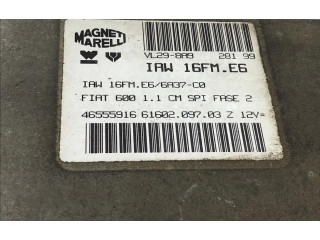 MAGNETI
MARELLI
VL29-8A9 281 99
IAW 16FM.E6
IAW 16FM.E6/6A37-C0
FIAT 600 1.1 CM SPI FASE 2
46555916 61602.097.03 Z 12V=